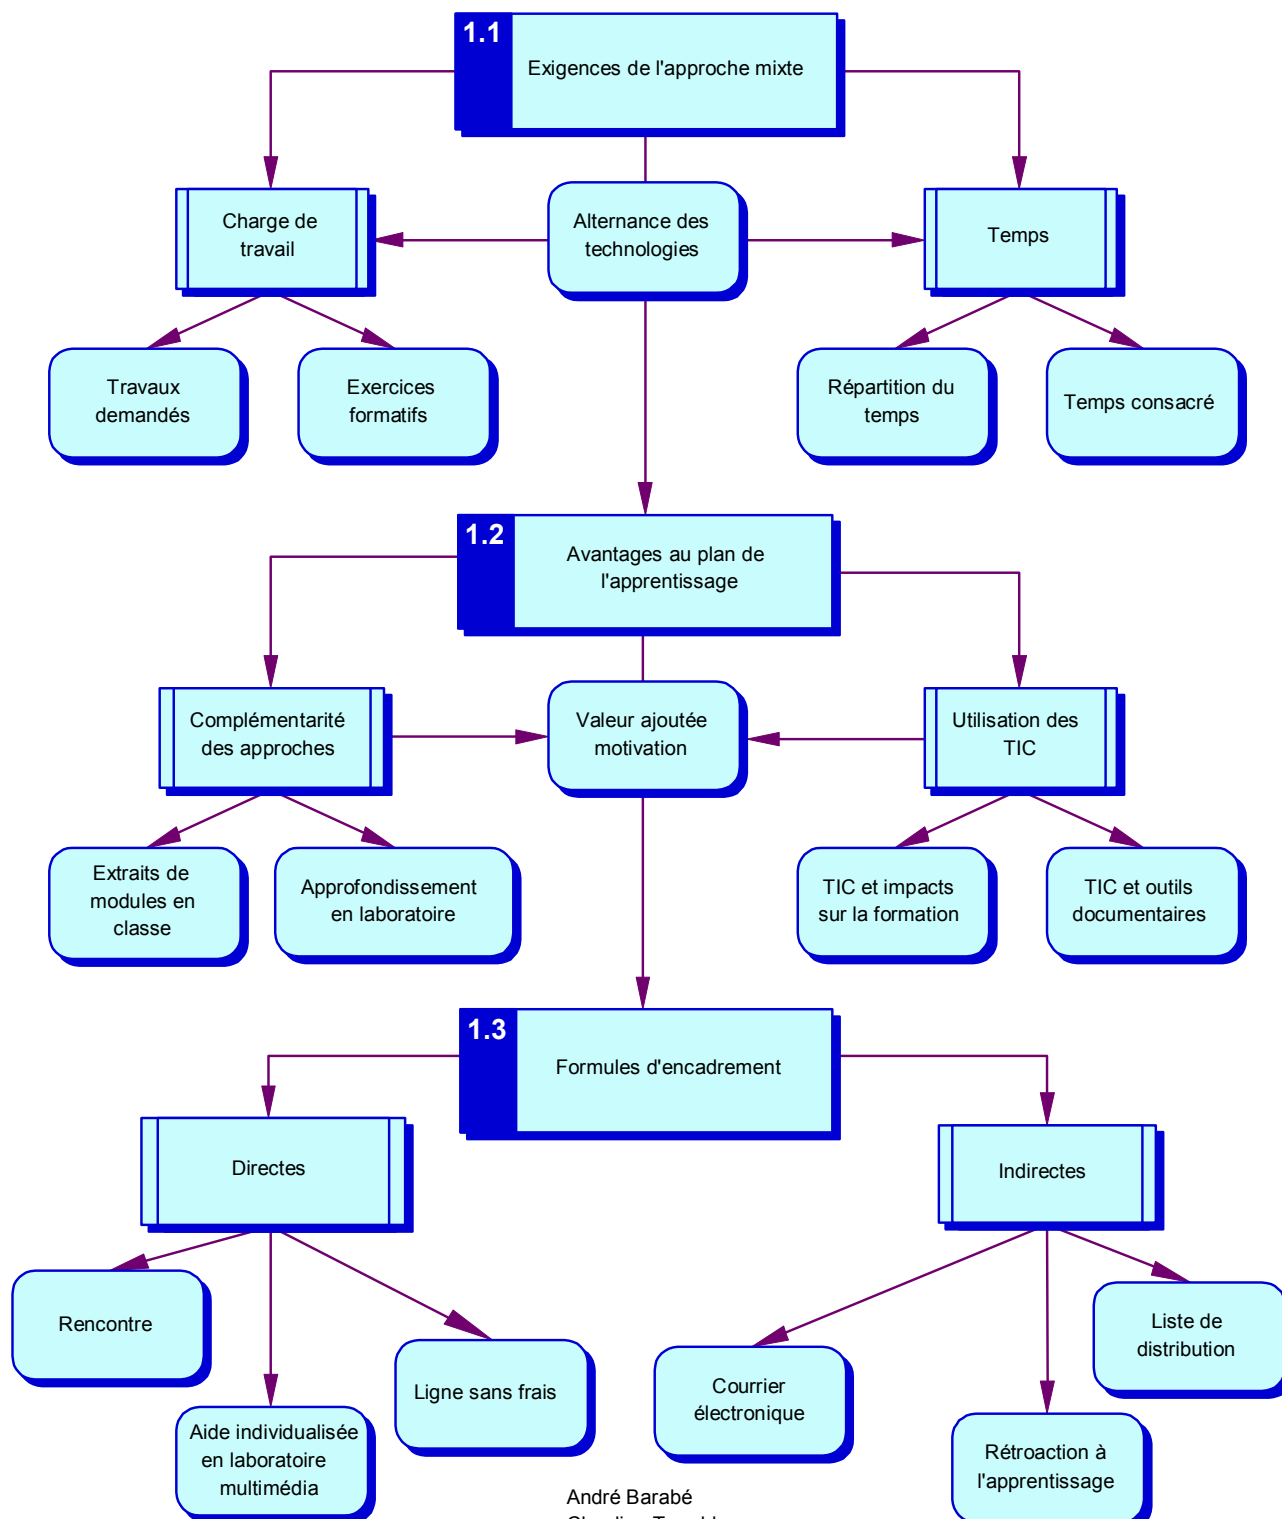 1.1
Exigences de l'approche mixte
Charge de
travail
Alternance des
technologies
Temps
Travaux
demandés
Exercices
formatifs
Répartition du
temps
Temps consacré
1.2
Avantages au plan de
l'apprentissage
Complémentarité
des approches
Valeur ajoutée
motivation
Utilisation des
TIC
Extraits de
modules en
classe
Approfondissement
en laboratoire
TIC et impacts
sur la formation
TIC et outils
documentaires
1.3
Formules d'encadrement
Directes
Indirectes
Rencontre
Aide individualisée
en laboratoire
multimédia
Ligne sans frais
Courrier
électronique
Rétroaction à
l'apprentissage
Liste de
distribution
André Barabé